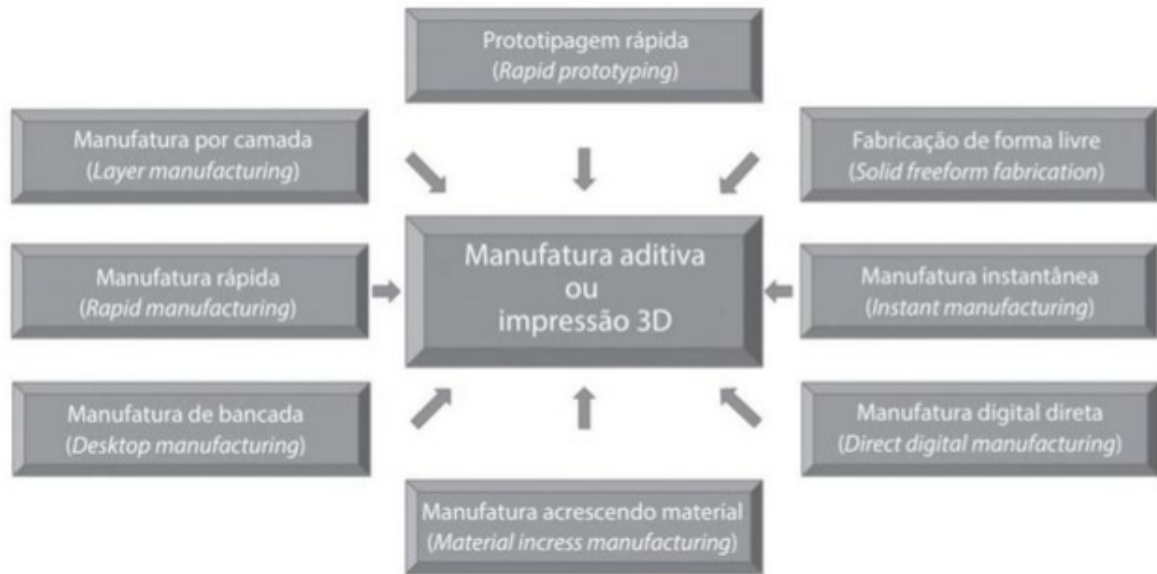 Prototipagem rápida
(Rapid prototyping)
Manufatura por camada
(Layer manufacturing)
Fabricação de forma livre
(Solid freeform fabrication)
Manufatura rápida
(Rapid manufacturing)
Manufatura aditiva
ou
impressão 3D
Manufatura instantânea
(Instant manufacturing)
Manufatura de bancada
(Desktop manufacturing)
Manufatura digital direta
(Direct digital manufacturing)
Manufatura acrescendo material
(Material incress manufacturing)